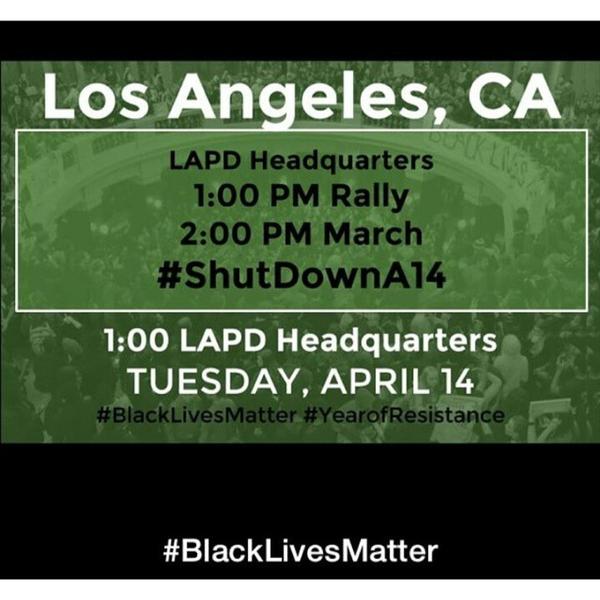 Los Angeles, CA
LAPD Headquarters
1:00 PM Rally
2:00 PM March
#ShutDownA14
1:00 LAPD Headquarters
TUESDAY, APRIL 14
#BlackLivesMatter #YearofResistance
#BlackLivesMatter